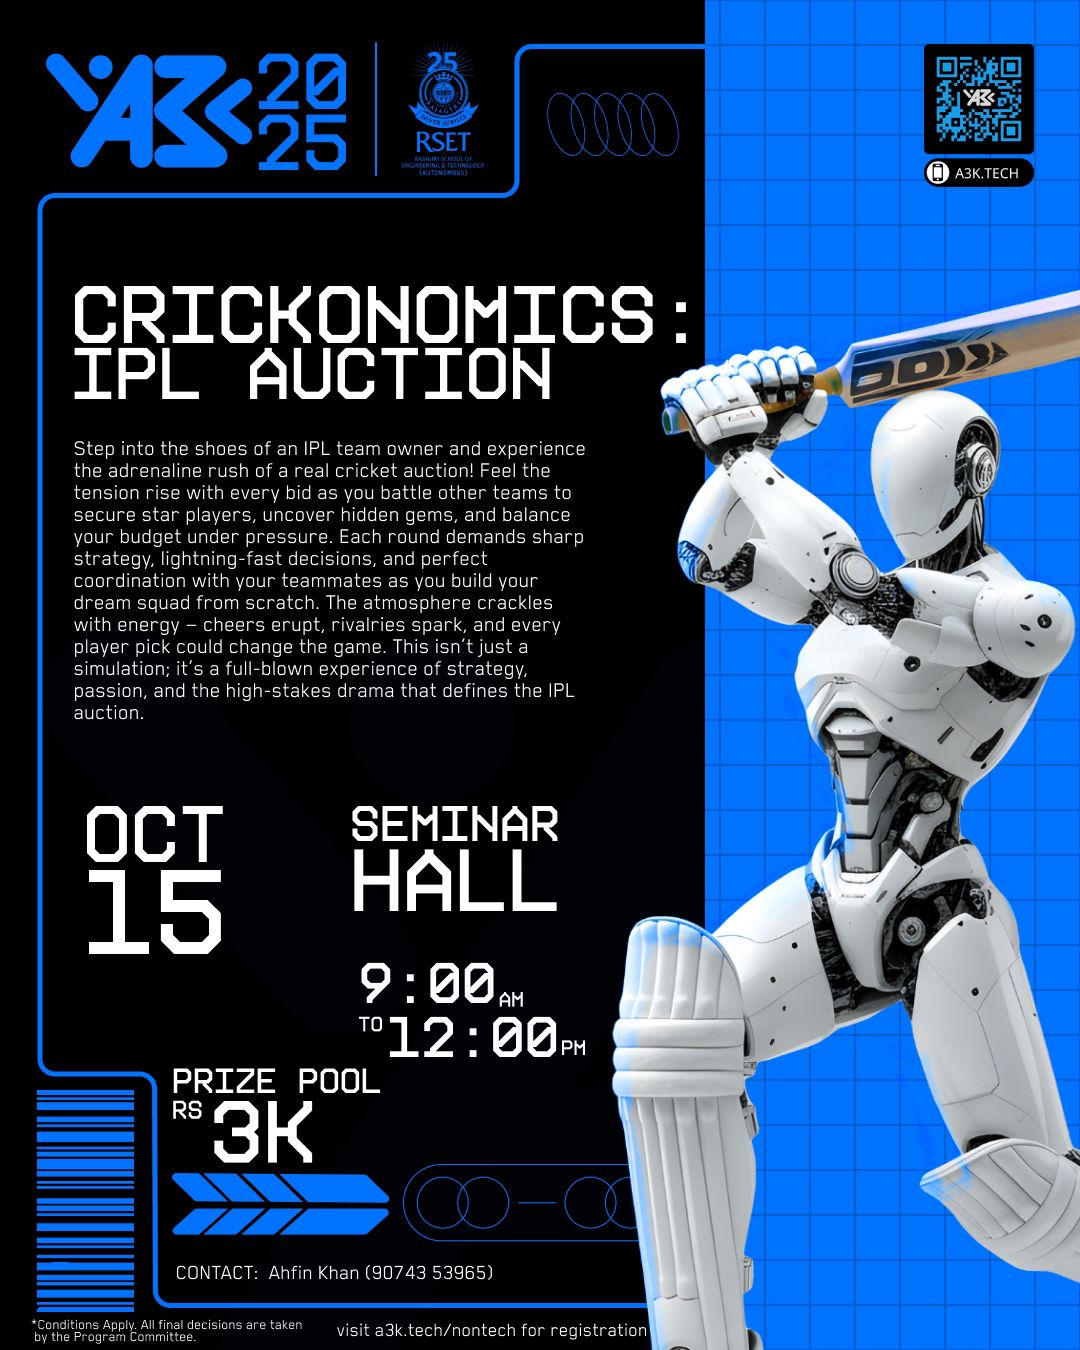 YA3K
2025
25
RAJAGIRI
SILVER JUBILEE
RSET
RAJAGIRI SCHOOL OF
ENGINEERING & TECHNOLOGY
(AUTONOMOUS)
YA3K
A3K.TECH
CRICKONOMICS:
IPL AUCTION
Step into the shoes of an IPL team owner and experience
the adrenaline rush of a real cricket auction! Feel the
tension rise with every bid as you battle other teams to
secure star players, uncover hidden gems, and balance
your budget under pressure. Each round demands sharp
strategy, lightning-fast decisions, and perfect
coordination with your teammates as you build your
dream squad from scratch. The atmosphere crackles
with energy – cheers erupt, rivalries spark, and every
player pick could change the game. This isn't just a
simulation; it's a full-blown experience of strategy,
passion, and the high-stakes drama that defines the IPL
auction.
OCT
15
SEMINAR
HALL
9:00 AM
TO 12:00 PM
PRIZE POOL
RS 3K
CONTACT: Ahfin Khan (90743 53965)
*Conditions Apply. All final decisions are taken
by the Program Committee.
visit a3k.tech/nontech for registration